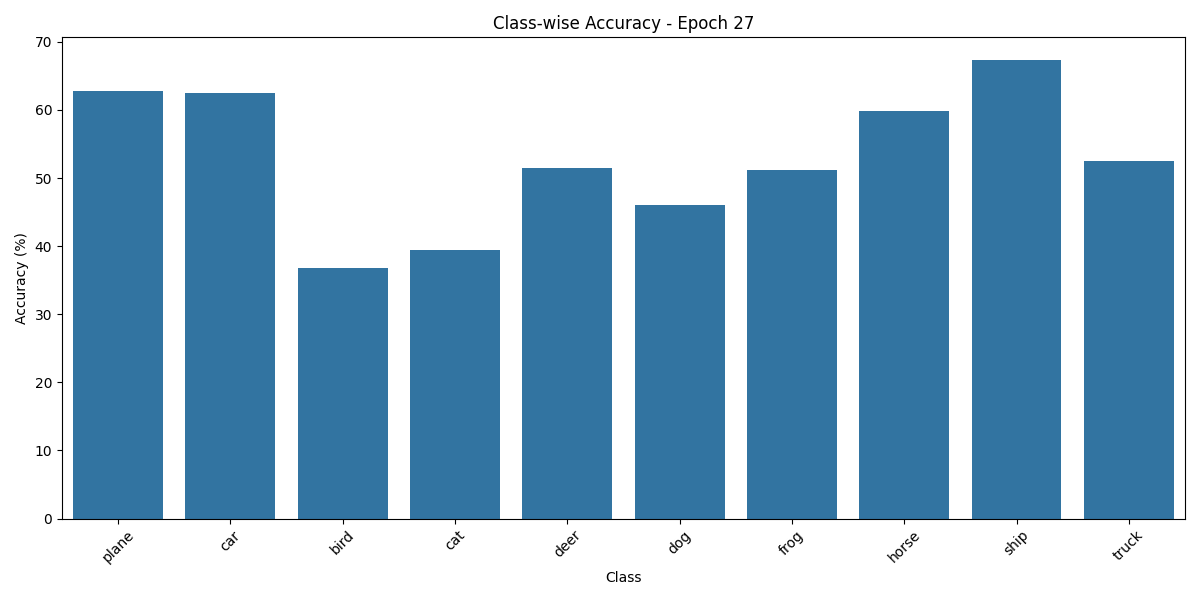 Class-wise Accuracy - Epoch 27
70
60
50
40
30
20
10
0
Accuracy (%)
plane
car
bird
cat
deer
dog
frog
horse
ship
truck
Class